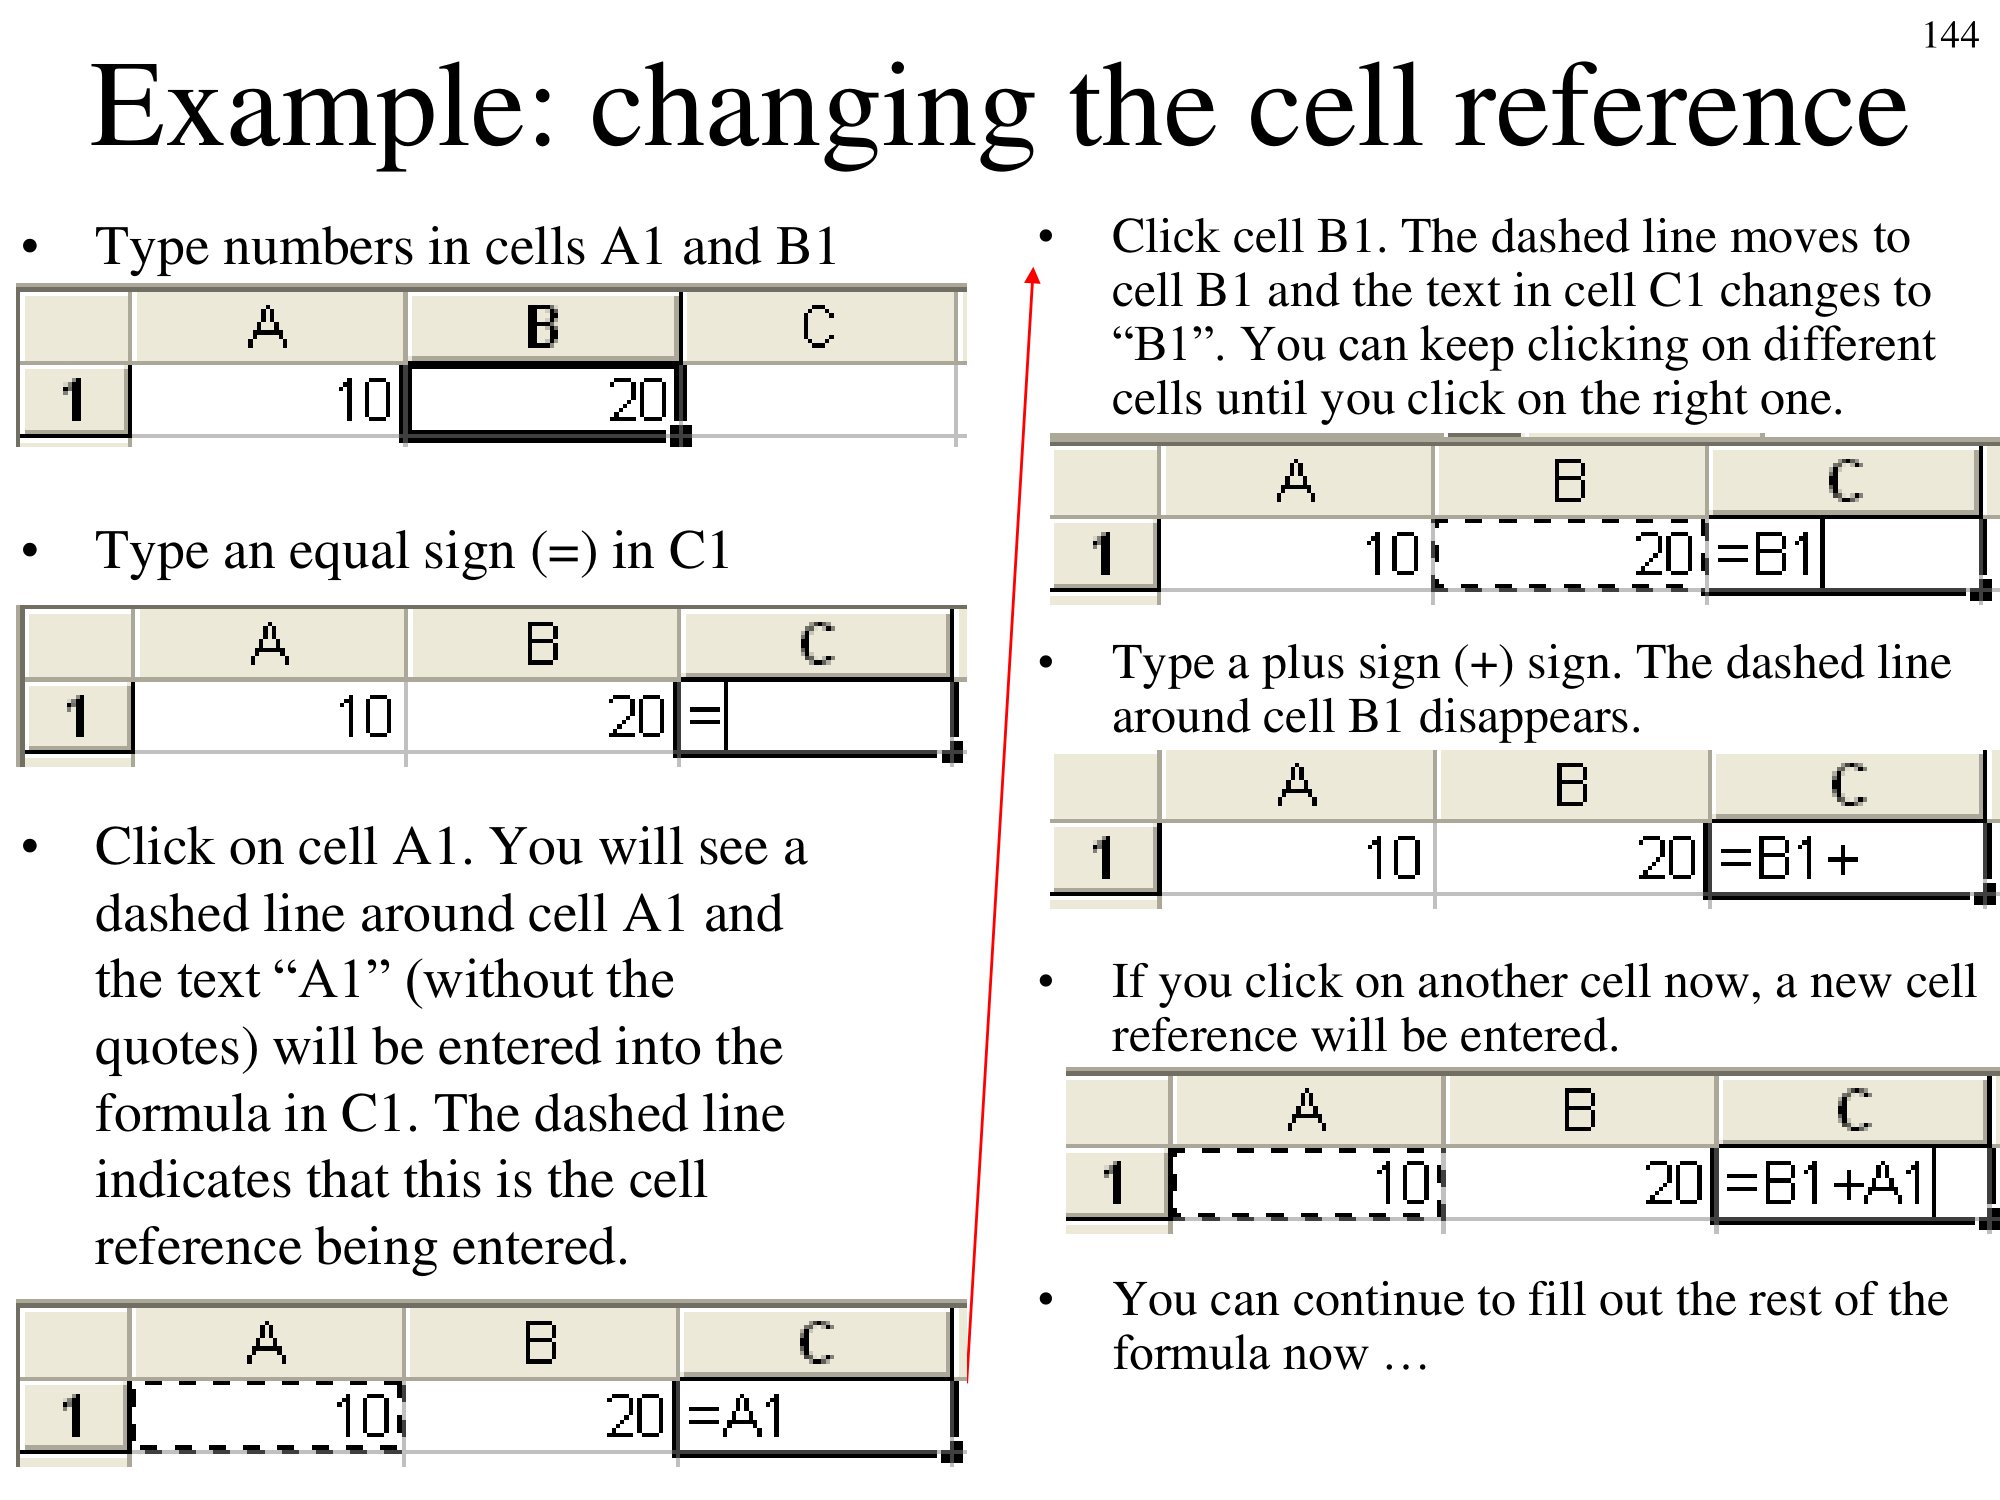 144
Example: changing the cell reference
• Type numbers in cells A1 and B1
A B C
1 10 20
• Type an equal sign (=) in C1
A B C
1 10 20 =
• Click on cell A1. You will see a
dashed line around cell A1 and
the text “A1” (without the
quotes) will be entered into the
formula in C1. The dashed line
indicates that this is the cell
reference being entered.
A B C
1 10 20 =A1
• Click cell B1. The dashed line moves to
cell B1 and the text in cell C1 changes to
“B1”. You can keep clicking on different
cells until you click on the right one.
A B C
1 10 20 =B1
• Type a plus sign (+) sign. The dashed line
around cell B1 disappears.
A B C
1 10 20 =B1+
• If you click on another cell now, a new cell
reference will be entered.
A B C
1 10 20 =B1+A1
• You can continue to fill out the rest of the
formula now …